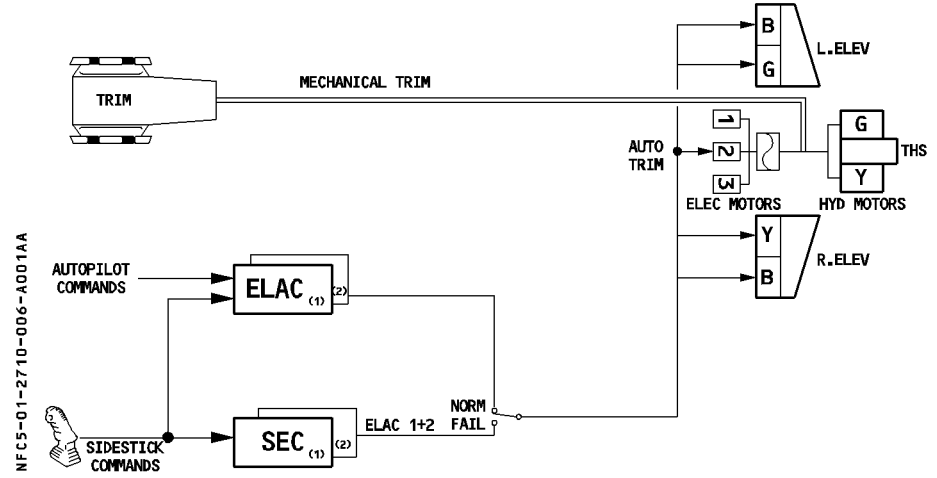 B
L.ELEV
G
MECHANICAL TRIM
TRIM
1
G
AUTO
TRIM
2
THS
3
Y
ELEC MOTORS
HYD MOTORS
Y
R.ELEV
B
AUTOPILOT
COMMANDS
ELAC (1) (2)
NORM
FAIL
ELAC 1+2
SEC (1) (2)
SIDESTICK
COMMANDS
NFC5-01-2710-006-A001AA